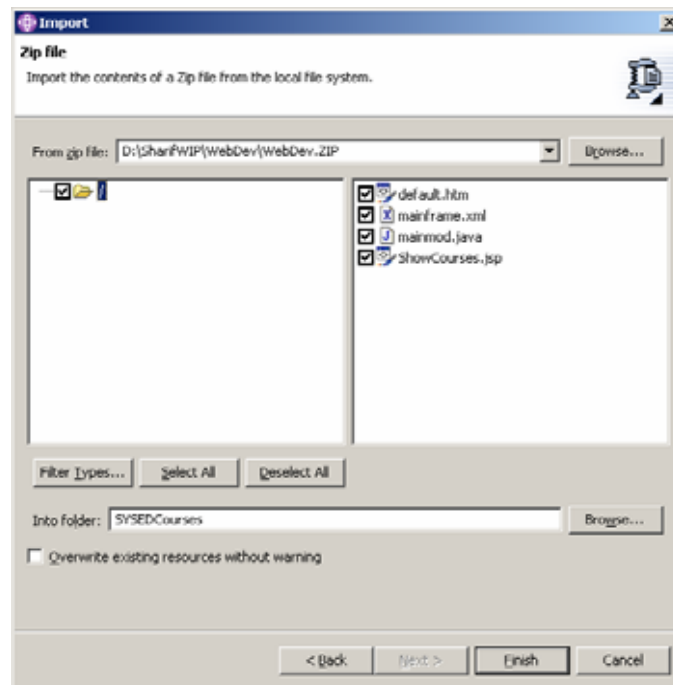 Import
Zip file
Import the contents of a Zip file from the local file system.
From zip file: D:\SharifWIP\WebDev\WebDev.ZIP Browse...
/
default.htm
mainframe.xml
mainmod.java
ShowCourses.jsp
Filter Types... Select All Deselect All
Into folder: SYSEDCourses Browse...
Overwrite existing resources without warning
< Back Next > Finish Cancel